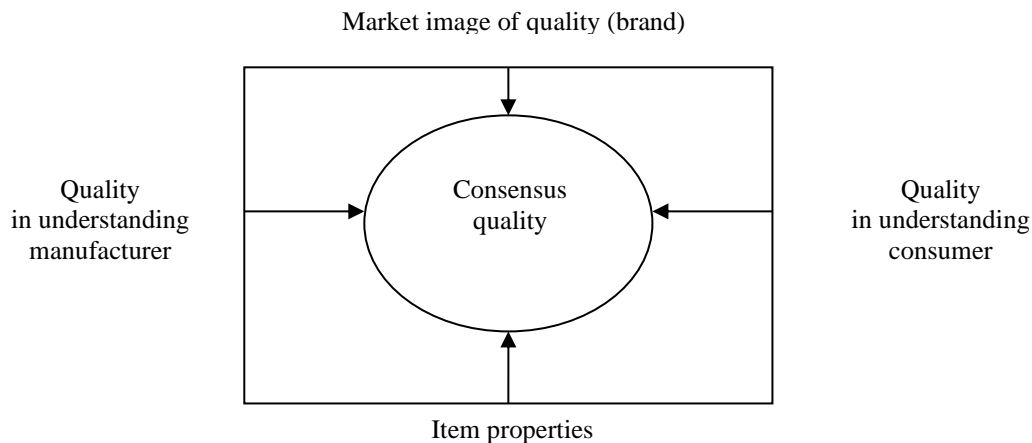 Market image of quality (brand)
Quality
in understanding
manufacturer
Consensus
quality
Quality
in understanding
consumer
Item properties